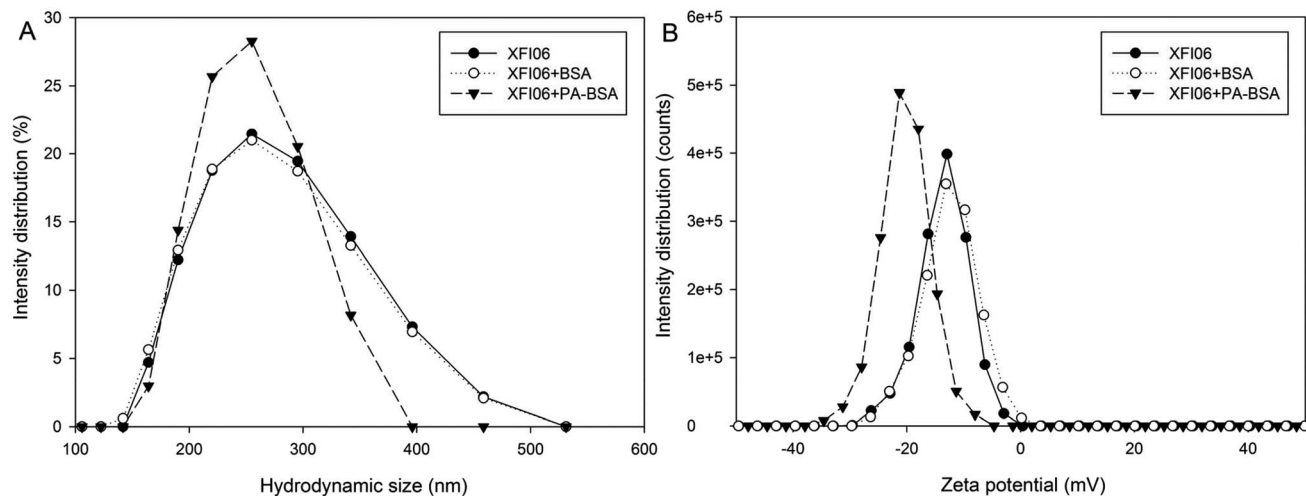 A
30
25
20
15
10
5
0
Intensity distribution (%)
XFI06
XFI06+BSA
XFI06+PA-BSA
100 200 300 400 500 600
Hydrodynamic size (nm)
B
6e+5
5e+5
4e+5
3e+5
2e+5
1e+5
0
Intensity distribution (counts)
XFI06
XFI06+BSA
XFI06+PA-BSA
-40 -20 0 20 40
Zeta potential (mV)